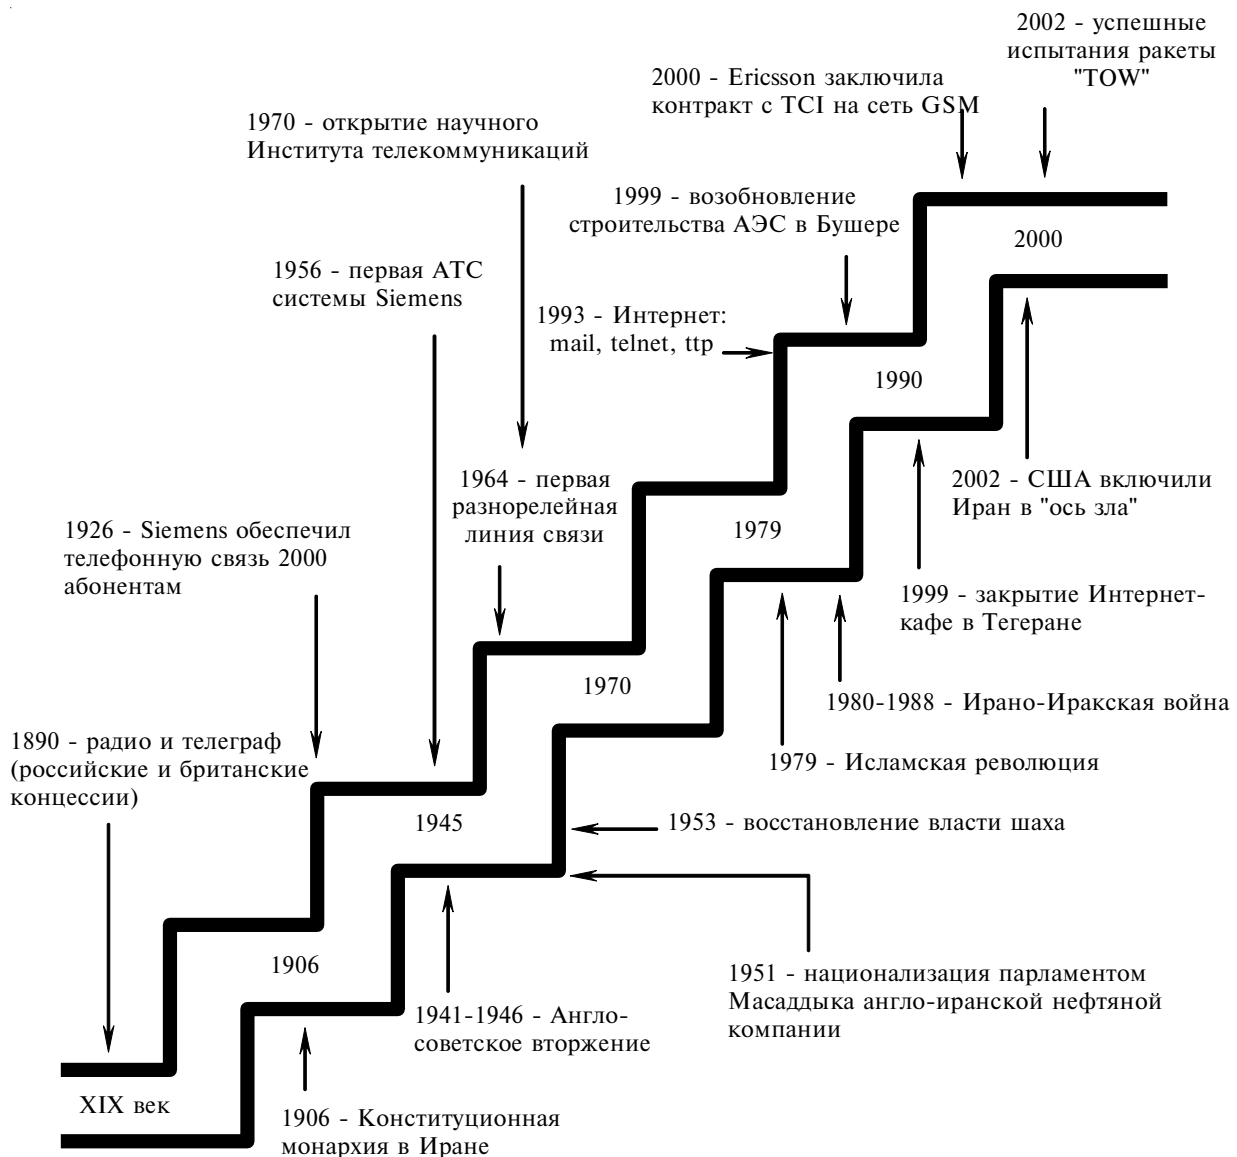 2002 - успешные
испытания ракеты
"TOW"
2000 - Ericsson заключила
контракт с TCI на сеть GSM
1970 - открытие научного
Института телекоммуникаций
1999 - возобновление
строительства АЭС в Бушере
2000
1956 - первая АТС
системы Siemens
1993 - Интернет:
mail, telnet, ttp
1990
1964 - первая
разнорелейная
линия связи
2002 - США включили
Иран в "ось зла"
1926 - Siemens обеспечил
телефонную связь 2000
абонентам
1979
1999 - закрытие Интернет-
кафе в Тегеране
1970
1980-1988 - Ирано-Иракская война
1890 - радио и телеграф
(российские и британские
концессии)
1979 - Исламская революция
1945
1953 - восстановление власти шаха
1906
1951 - национализация парламентом
Масаддыка англо-иранской нефтяной
компании
1941-1946 - Англо-
советское вторжение
XIX век
1906 - Конституционная
монархия в Иране